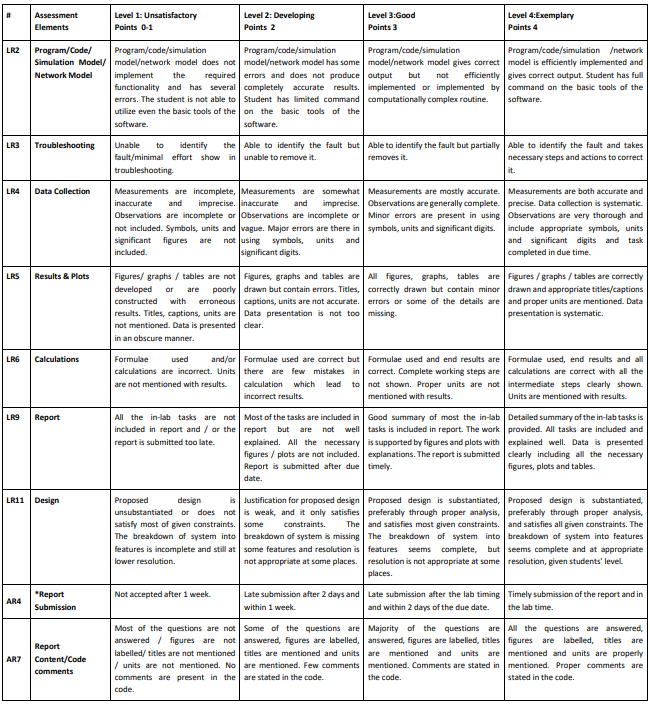 # Assessment Elements Level 1: Unsatisfactory Points 0-1 Level 2: Developing Points 2 Level 3:Good Points 3 Level 4:Exemplary Points 4
LR2
Program/Code/
Simulation Model/
Network Model
Program/code/simulation
model/network model does not
implement the required
functionality and has several
errors. The student is not able to
utilize even the basic tools of the
software.
Program/code/simulation
model/network model has some
errors and does not produce
completely accurate results.
Student has limited command
on the basic tools of the
software.
Program/code/simulation
model/network model gives correct
output but not efficiently
implemented or implemented by
computationally complex routine.
Program/code/simulation /network
model is efficiently implemented and
gives correct output. Student has full
command on the basic tools of the
software.
LR3
Troubleshooting
Unable to identify the
fault/minimal effort show in
troubleshooting.
Able to identify the fault but
unable to remove it.
Able to identify the fault but partially
removes it.
Able to identify the fault and takes
necessary steps and actions to correct
it.
LR4
Data Collection
Measurements are incomplete,
inaccurate and imprecise.
Observations are incomplete or
not included. Symbols, units and
significant figures are not
included.
Measurements are somewhat
inaccurate and imprecise.
Observations are incomplete or
vague. Major errors are there in
using symbols, units and
significant digits.
Measurements are mostly accurate.
Observations are generally complete.
Minor errors are present in using
symbols, units and significant digits.
Measurements are both accurate and
precise. Data collection is systematic.
Observations are very thorough and
include appropriate symbols, units
and significant digits and task
completed in due time.
LR5
Results & Plots
Figures/ graphs / tables are not
developed or are poorly
constructed with erroneous
results. Titles, captions, units are
not mentioned. Data is presented
in an obscure manner.
Figures, graphs and tables are
drawn but contain errors. Titles,
captions, units are not accurate.
Data presentation is not too
clear.
All figures, graphs, tables are
correctly drawn but contain minor
errors or some of the details are
missing.
Figures / graphs / tables are correctly
drawn and appropriate titles/captions
and proper units are mentioned. Data
presentation is systematic.
LR6
Calculations
Formulae used and/or
calculations are incorrect. Units
are not mentioned with results.
Formulae used are correct but
there are few mistakes in
calculation which lead to
incorrect results.
Formulae used and end results are
correct. Complete working steps are
not shown. Proper units are not
mentioned with results.
Formulae used, end results and all
calculations are correct with all the
intermediate steps clearly shown.
Units are mentioned with results.
LR9
Report
All the in-lab tasks are not
included in report and / or the
report is submitted too late.
Most of the tasks are included in
report but are not well
explained. All the necessary
figures / plots are not included.
Report is submitted after due
date.
Good summary of most the in-lab
tasks is included in report. The work
is supported by figures and plots with
explanations. The report is submitted
timely.
Detailed summary of the in-lab tasks is
provided. All tasks are included and
explained well. Data is presented
clearly including all the necessary
figures, plots and tables.
LR11
Design
Proposed design is
unsubstantiated or does not
satisfy most of given constraints.
The breakdown of system into
features is incomplete and still at
lower resolution.
Justification for proposed design
is weak, and it only satisfies
some constraints. The
breakdown of system is missing
some features and resolution is
not appropriate at some places.
Proposed design is substantiated,
preferably through proper analysis,
and satisfies most given constraints.
The breakdown of system into
features seems complete, but
resolution is not appropriate at some
places.
Proposed design is substantiated,
preferably through proper analysis,
and satisfies all given constraints. The
breakdown of system into features
seems complete and at appropriate
resolution, given students' level.
AR4
*Report
Submission
Not accepted after 1 week.
Late submission after 2 days and
within 1 week.
Late submission after the lab timing
and within 2 days of the due date.
Timely submission of the report and in
the lab time.
AR7
Report
Content/Code
comments
Most of the questions are not
answered / figures are not
labelled/ titles are not mentioned
/ units are not mentioned. No
comments are present in the
code.
Some of the questions are
answered, figures are labelled,
titles are mentioned and units
are mentioned. Few comments
are stated in the code.
Majority of the questions are
answered, figures are labelled, titles
are mentioned and units are
mentioned. Comments are stated in
the code.
All the questions are answered,
figures are labelled, titles are
mentioned and units are properly
mentioned. Proper comments are
stated in the code.